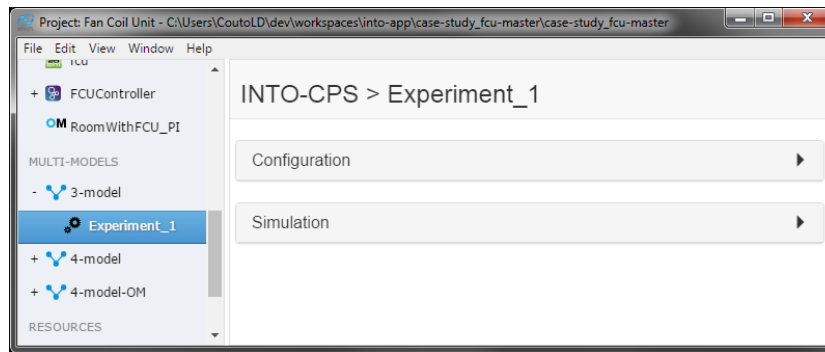 Project: Fan Coil Unit - C:\Users\CoutoLD\dev\workspaces\into-app\case-study_fcu-master\case-study_fcu-master
File Edit View Window Help
fcu
+ FCUController
OM RoomWithFCU_PI
MULTI-MODELS
- 3-model
Experiment_1
+ 4-model
+ 4-model-OM
RESOURCES
INTO-CPS > Experiment_1
Configuration
Simulation